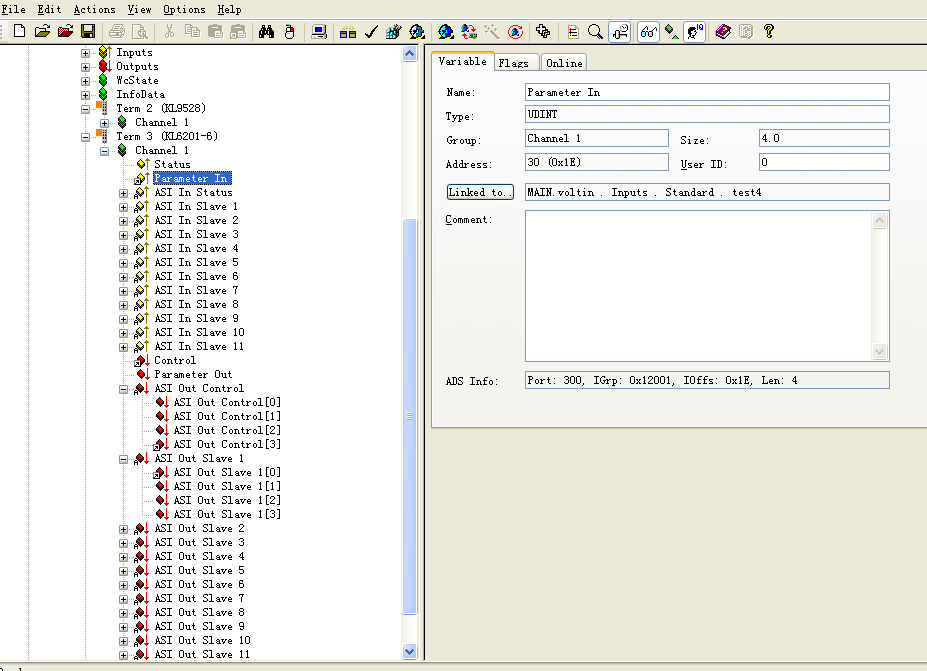 File Edit Actions View Options Help
Inputs
Outputs
WcState
InfoData
Term 2 (KL9528)
Channel 1
Term 3 (KL6201-6)
Channel 1
Status
Parameter In
ASI In Status
ASI In Slave 1
ASI In Slave 2
ASI In Slave 3
ASI In Slave 4
ASI In Slave 5
ASI In Slave 6
ASI In Slave 7
ASI In Slave 8
ASI In Slave 9
ASI In Slave 10
ASI In Slave 11
Control
Parameter Out
ASI Out Control
ASI Out Control[0]
ASI Out Control[1]
ASI Out Control[2]
ASI Out Control[3]
ASI Out Slave 1
ASI Out Slave 1[0]
ASI Out Slave 1[1]
ASI Out Slave 1[2]
ASI Out Slave 1[3]
ASI Out Slave 2
ASI Out Slave 3
ASI Out Slave 4
ASI Out Slave 5
ASI Out Slave 6
ASI Out Slave 7
ASI Out Slave 8
ASI Out Slave 9
ASI Out Slave 10
ASI Out Slave 11
Variable Flags Online
Name: Parameter In
Type: UDINT
Group: Channel 1 Size: 4.0
Address: 30 (0x1E) User ID: 0
Linked to.. MAIN.voltin . Inputs . Standard . test4
Comment:
ADS Info: Port: 300, IGrp: 0x12001, IOffs: 0x1E, Len: 4